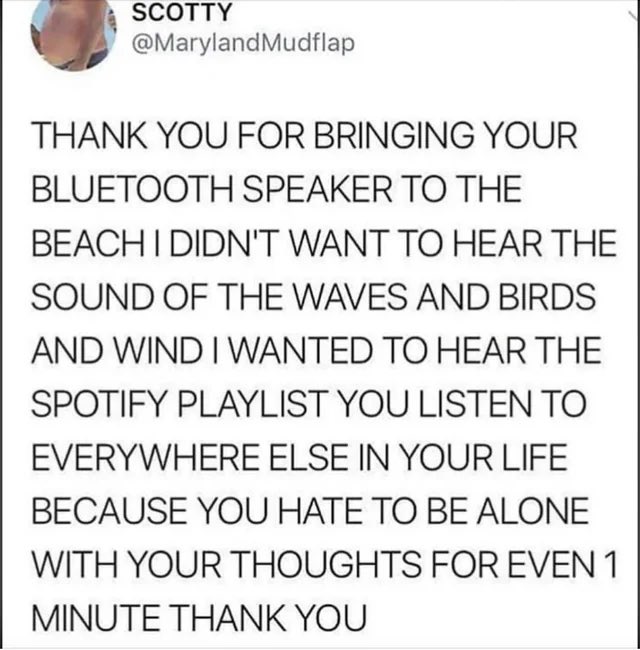 SCOTTY
@MarylandMudflap
THANK YOU FOR BRINGING YOUR
BLUETOOTH SPEAKER TO THE
BEACH I DIDN'T WANT TO HEAR THE
SOUND OF THE WAVES AND BIRDS
AND WIND I WANTED TO HEAR THE
SPOTIFY PLAYLIST YOU LISTEN TO
EVERYWHERE ELSE IN YOUR LIFE
BECAUSE YOU HATE TO BE ALONE
WITH YOUR THOUGHTS FOR EVEN 1
MINUTE THANK YOU